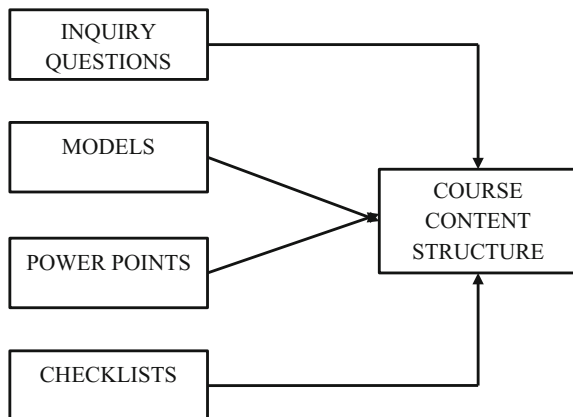 INQUIRY
QUESTIONS
MODELS
POWER POINTS
CHECKLISTS
COURSE
CONTENT
STRUCTURE